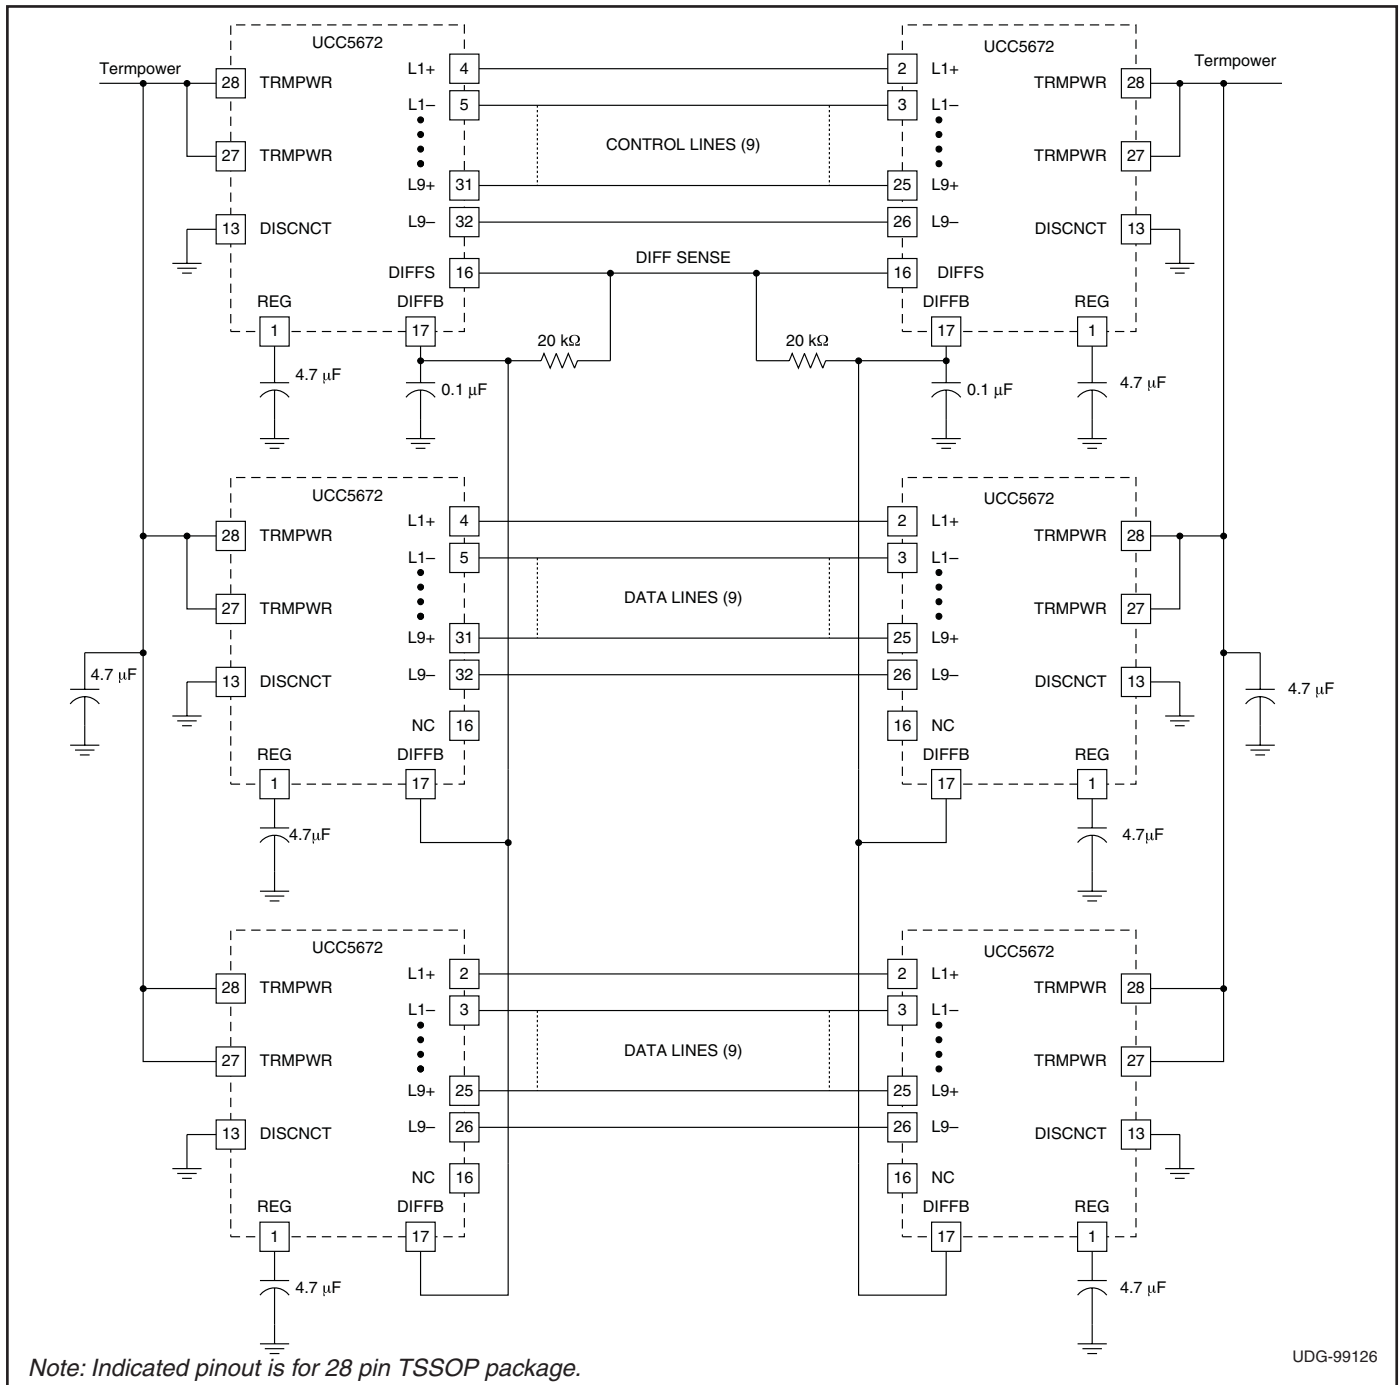 UCC5672
UCC5672
Termpower
Termpower
28 TRMPWR
L1+ 4
2 L1+
TRMPWR 28
L1– 5
3 L1–
CONTROL LINES (9)
27 TRMPWR
TRMPWR 27
L9+ 31
25 L9+
L9– 32
26 L9–
13 DISCNCT
DISCNCT 13
DIFF SENSE
DIFFS 16
16 DIFFS
REG
DIFFB
DIFFB
REG
1
17
17
1
20 kΩ
20 kΩ
4.7 µF
0.1 µF
0.1 µF
4.7 µF
UCC5672
UCC5672
28 TRMPWR
L1+ 4
2 L1+
TRMPWR 28
L1– 5
3 L1–
DATA LINES (9)
27 TRMPWR
TRMPWR 27
L9+ 31
25 L9+
4.7 µF
13 DISCNCT
L9– 32
26 L9–
DISCNCT 13
4.7 µF
NC 16
16 NC
REG
DIFFB
DIFFB
REG
1
17
17
1
4.7µF
4.7µF
UCC5672
UCC5672
28 TRMPWR
L1+ 2
2 L1+
TRMPWR 28
L1– 3
3 L1–
DATA LINES (9)
27 TRMPWR
TRMPWR 27
L9+ 25
25 L9+
L9– 26
26 L9–
13 DISCNCT
DISCNCT 13
NC 16
16 NC
REG
DIFFB
DIFFB
REG
1
17
17
1
4.7 µF
4.7 µF
Note: Indicated pinout is for 28 pin TSSOP package.
UDG-99126